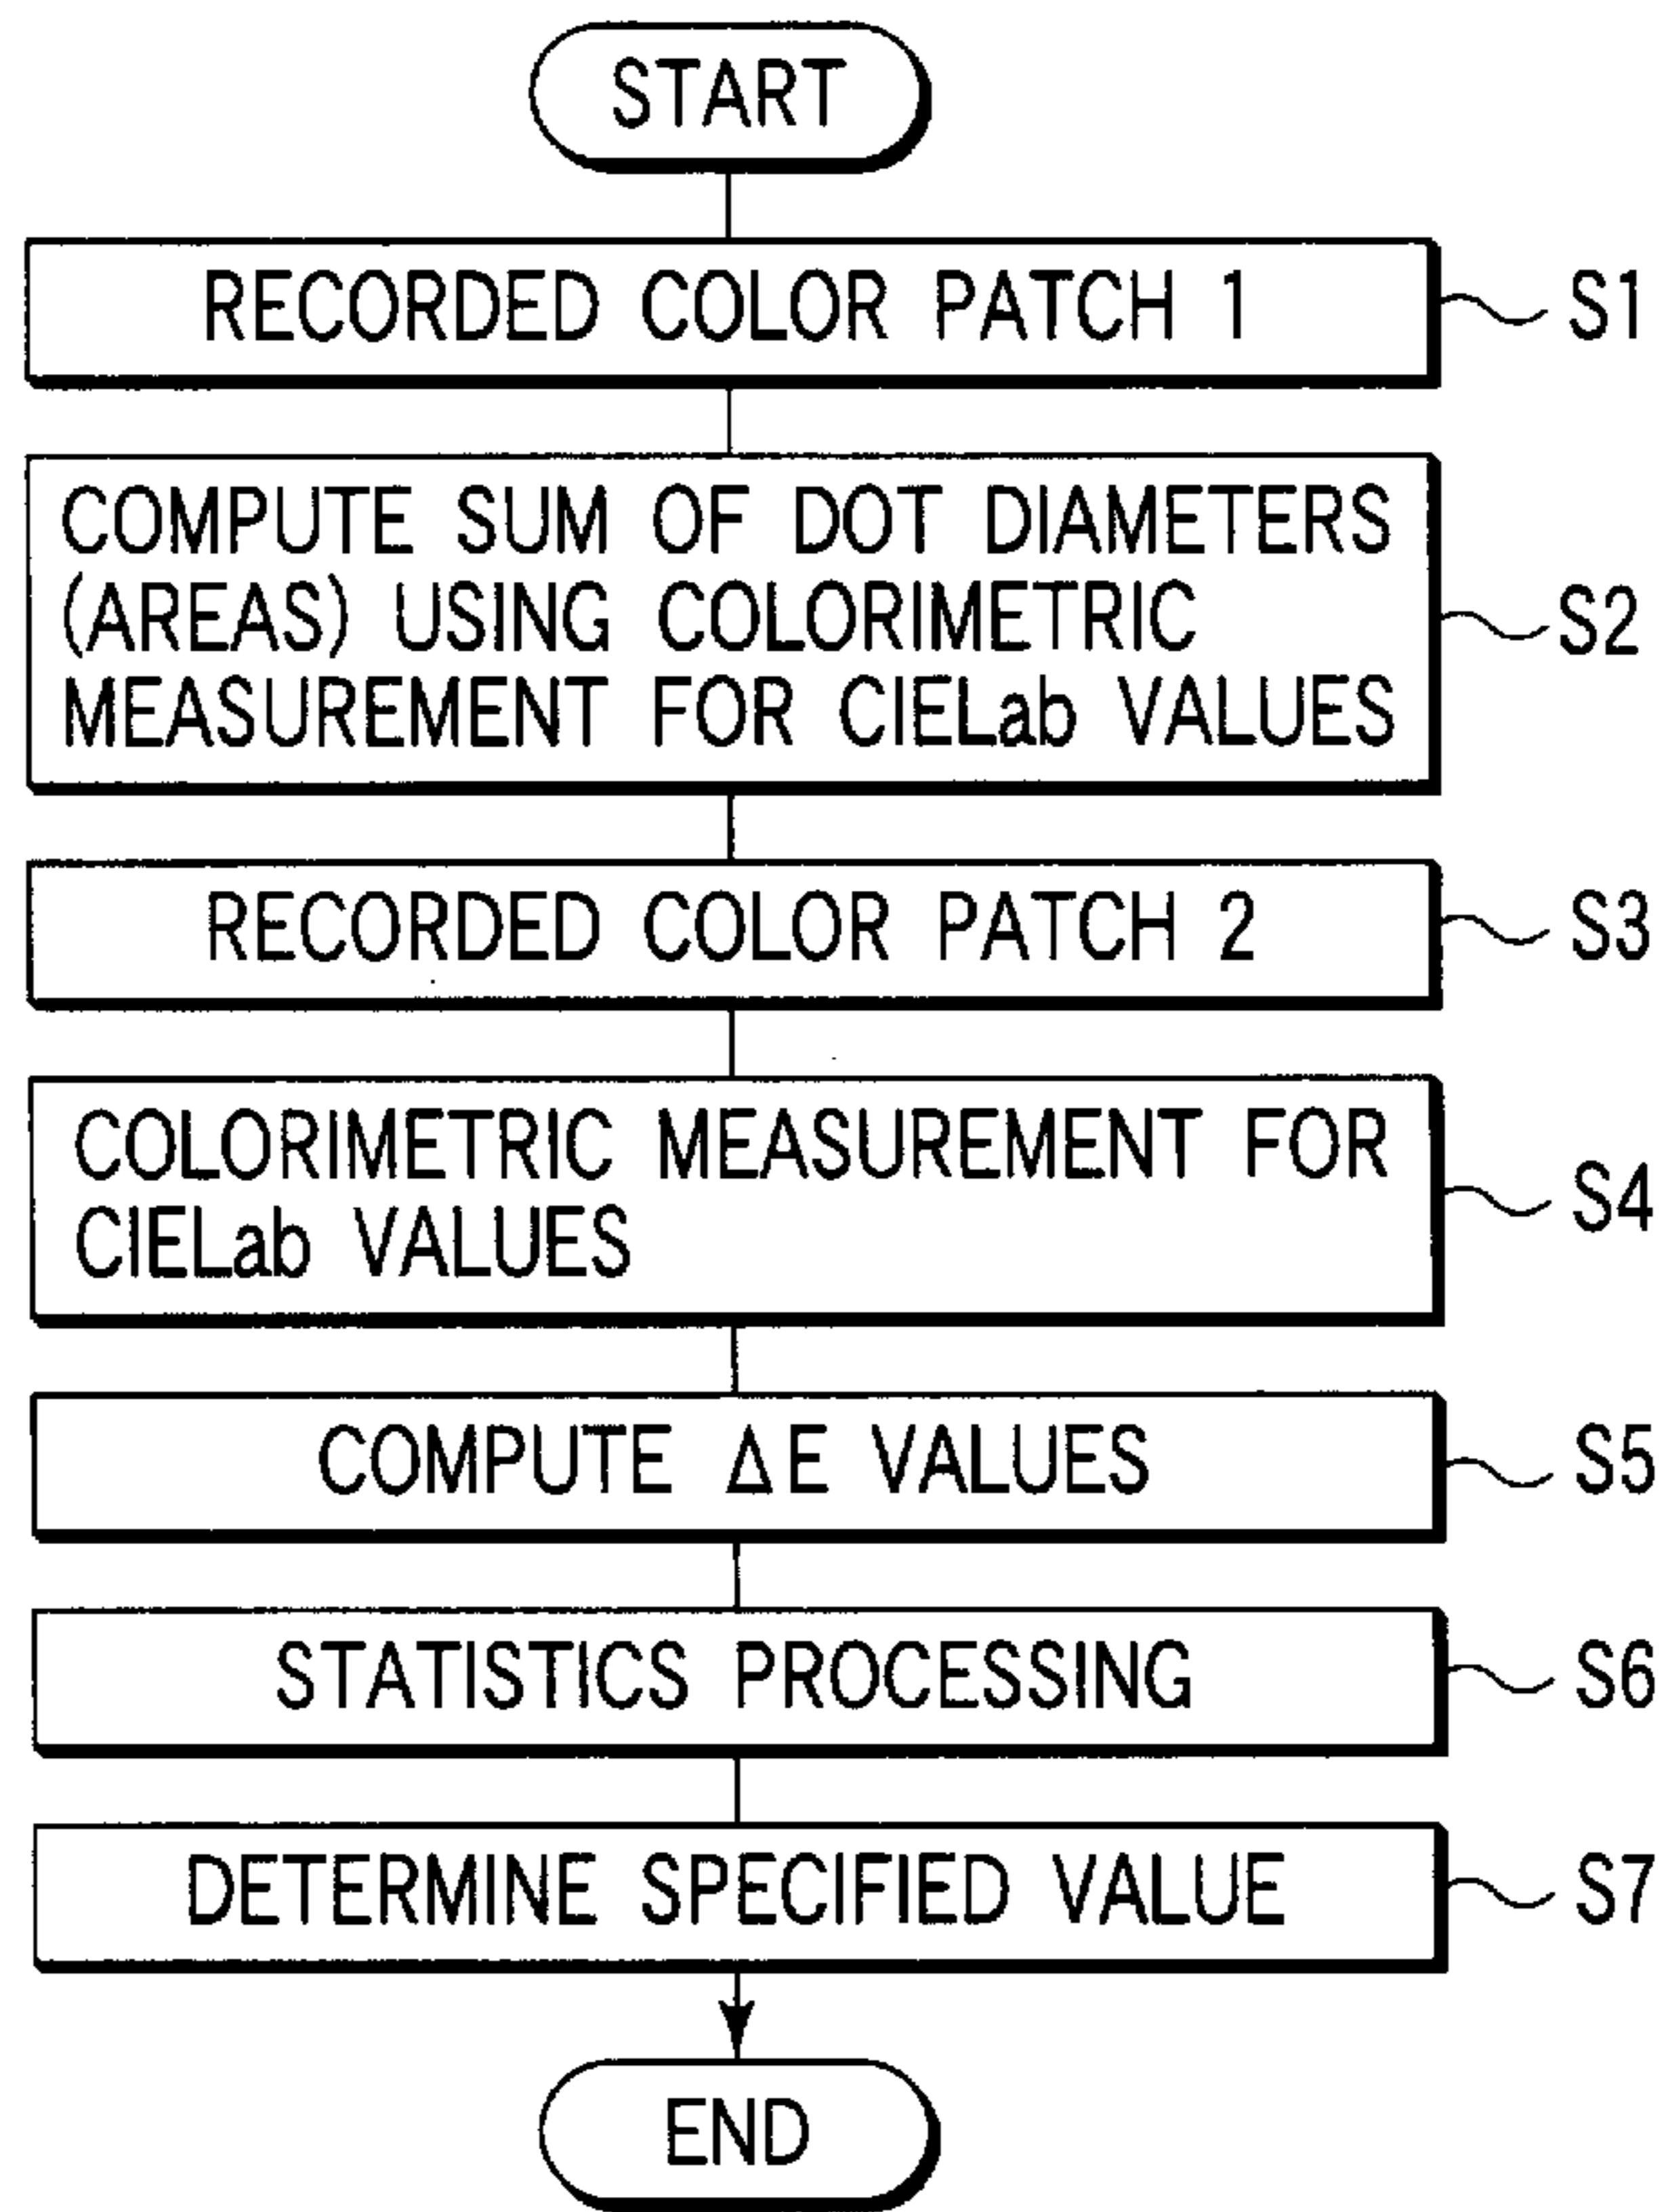 START
RECORDED COLOR PATCH 1
S1
COMPUTE SUM OF DOT DIAMETERS
(AREAS) USING COLORIMETRIC
MEASUREMENT FOR CIELab VALUES
S2
RECORDED COLOR PATCH 2
S3
COLORIMETRIC MEASUREMENT FOR
CIELab VALUES
S4
COMPUTE ΔE VALUES
S5
STATISTICS PROCESSING
S6
DETERMINE SPECIFIED VALUE
S7
END